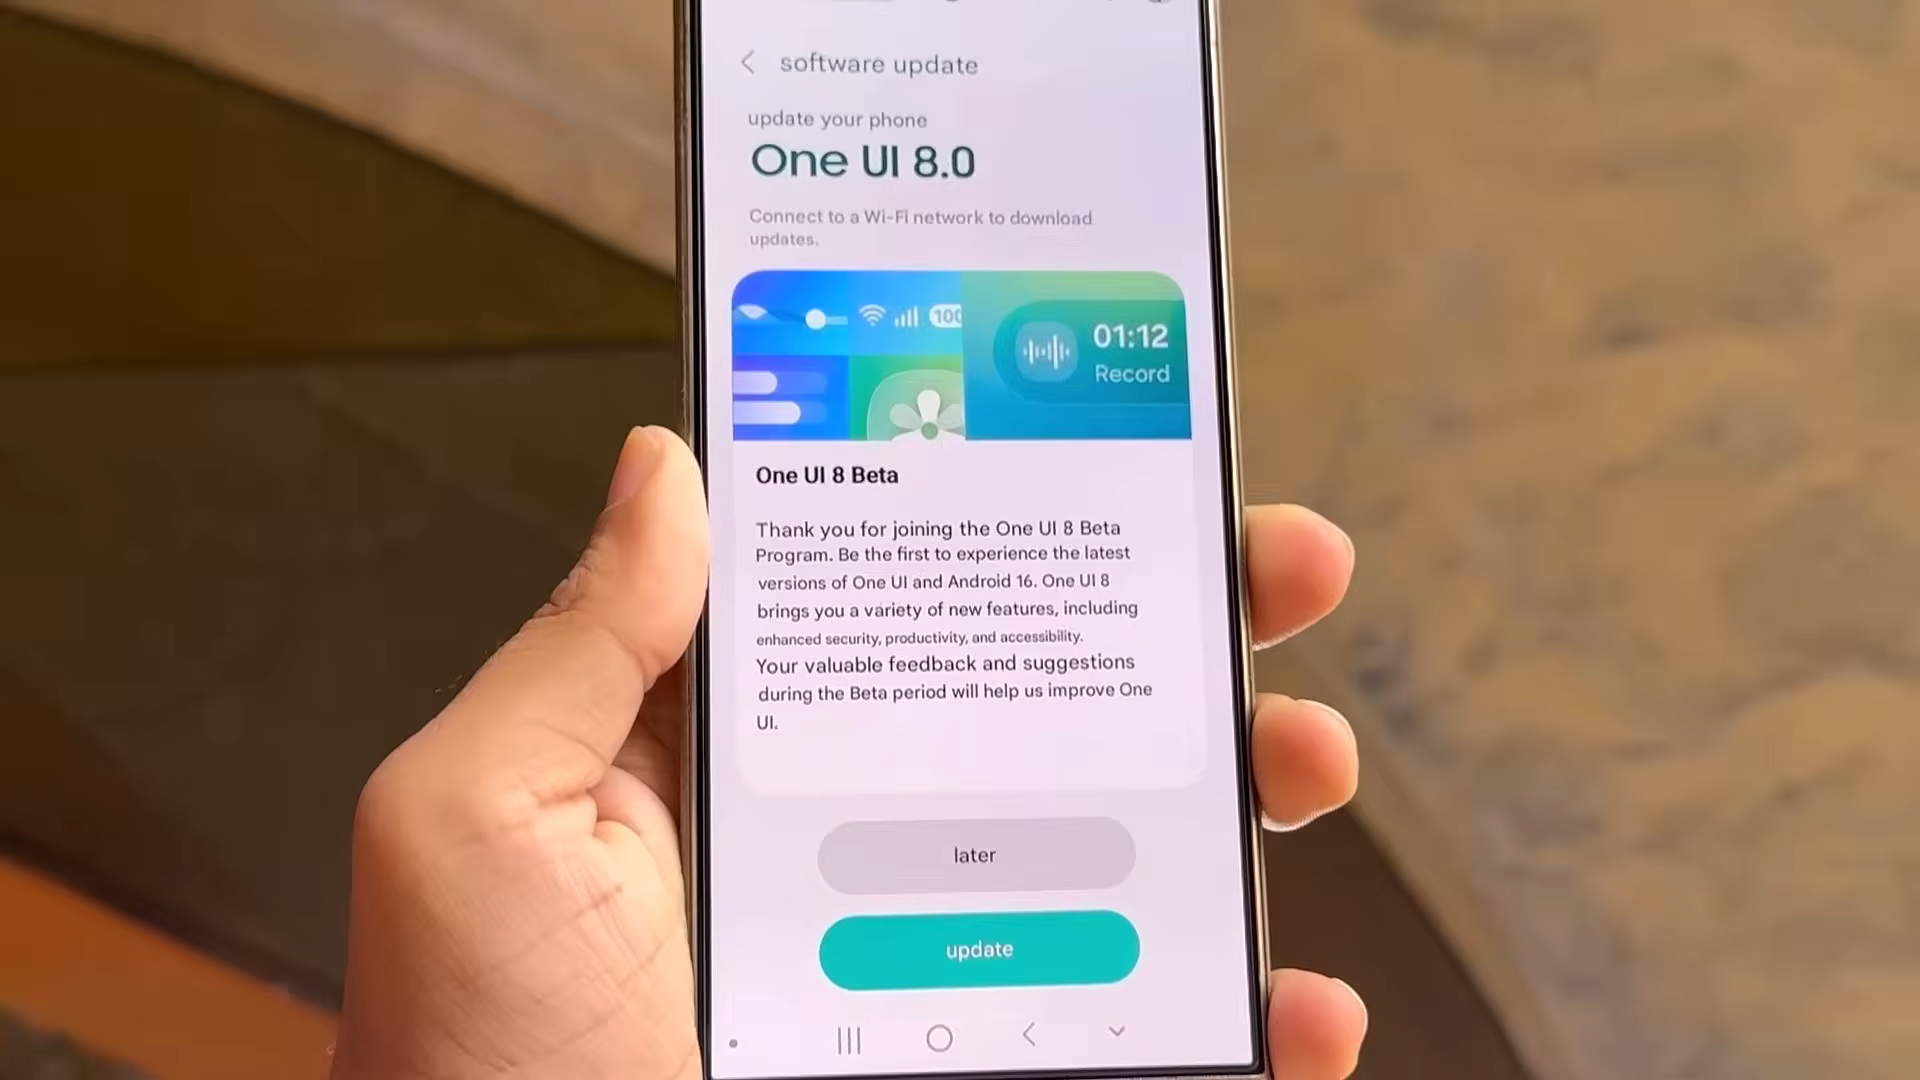 software update
update your phone
One UI 8.0
Connect to a Wi-Fi network to download
updates.
100
01:12
Record
One UI 8 Beta
Thank you for joining the One UI 8 Beta
Program. Be the first to experience the latest
versions of One UI and Android 16. One UI 8
brings you a variety of new features, including
enhanced security, productivity, and accessibility.
Your valuable feedback and suggestions
during the Beta period will help us improve One
UI.
later
update